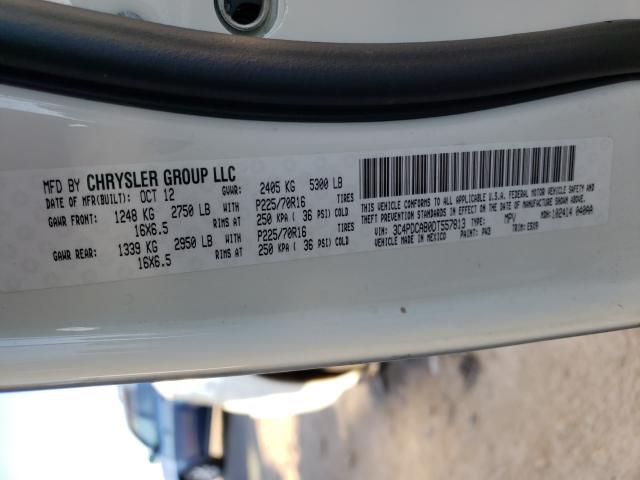 MFD BY CHRYSLER GROUP LLC
DATE OF MFR(BUILT): OCT 12 GVWR: 2405 KG 5300 LB
GAWR FRONT: 1248 KG 2750 LB WITH P225/70R16 TIRES
16X6.5 RIMS AT 250 KPA ( 36 PSI) COLD
GAWR REAR: 1339 KG 2950 LB WITH P225/70R16 TIRES
16X6.5 RIMS AT 250 KPA ( 36 PSI) COLD
THIS VEHICLE CONFORMS TO ALL APPLICABLE U.S.A. FEDERAL MOTOR VEHICLE SAFETY AND
THEFT PREVENTION STANDARDS IN EFFECT ON THE DATE OF MANUFACTURE SHOWN ABOVE.
VIN: 3C4PDCAB0DT557813 TYPE: MPV MDH: 102414 040AA
VEHICLE MADE IN MEXICO PAINT: PW3 TRIM: